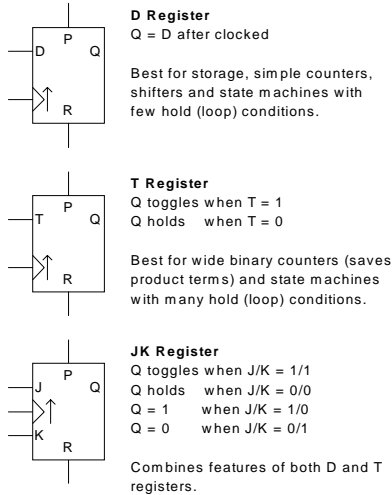 P
D Q
R
D Register
Q = D after clocked
Best for storage, simple counters,
shifters and state machines with
few hold (loop) conditions.
P
T Q
R
T Register
Q toggles when T = 1
Q holds when T = 0
Best for wide binary counters (saves
product terms) and state machines
with many hold (loop) conditions.
P
J Q
K
R
JK Register
Q toggles when J/K = 1/1
Q holds when J/K = 0/0
Q = 1 when J/K = 1/0
Q = 0 when J/K = 0/1
Combines features of both D and T
registers.